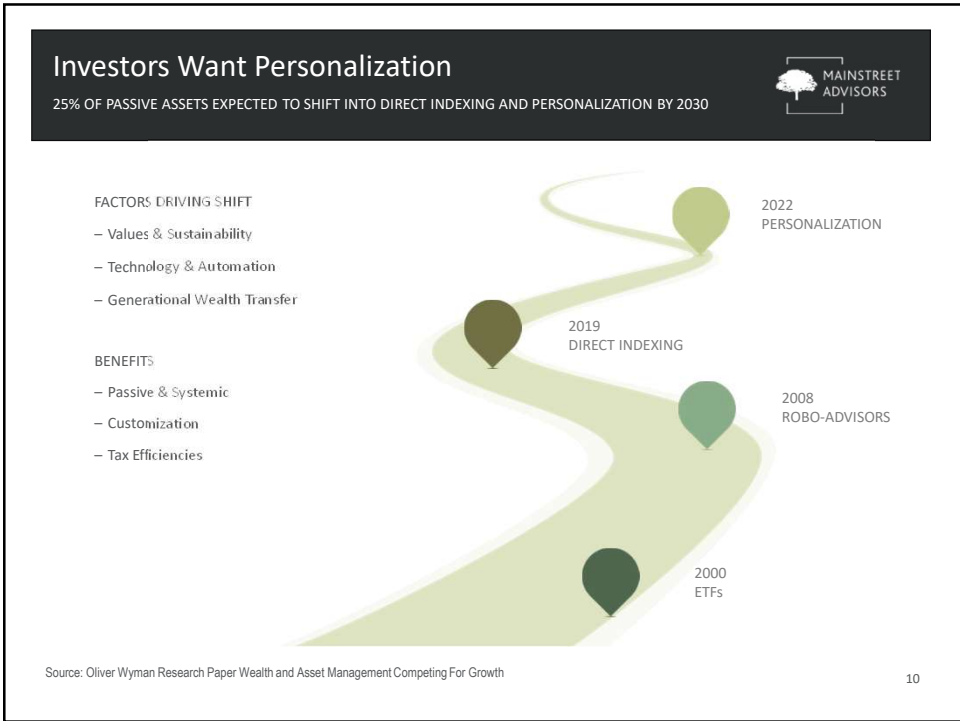 Investors Want Personalization
25% OF PASSIVE ASSETS EXPECTED TO SHIFT INTO DIRECT INDEXING AND PERSONALIZATION BY 2030
MAINSTREET
ADVISORS
FACTORS DRIVING SHIFT
– Values & Sustainability
– Technology & Automation
– Generational Wealth Transfer
BENEFITS
– Passive & Systemic
– Customization
– Tax Efficiencies
2022
PERSONALIZATION
2019
DIRECT INDEXING
2008
ROBO-ADVISORS
2000
ETFs
Source: Oliver Wyman Research Paper Wealth and Asset Management Competing For Growth
10